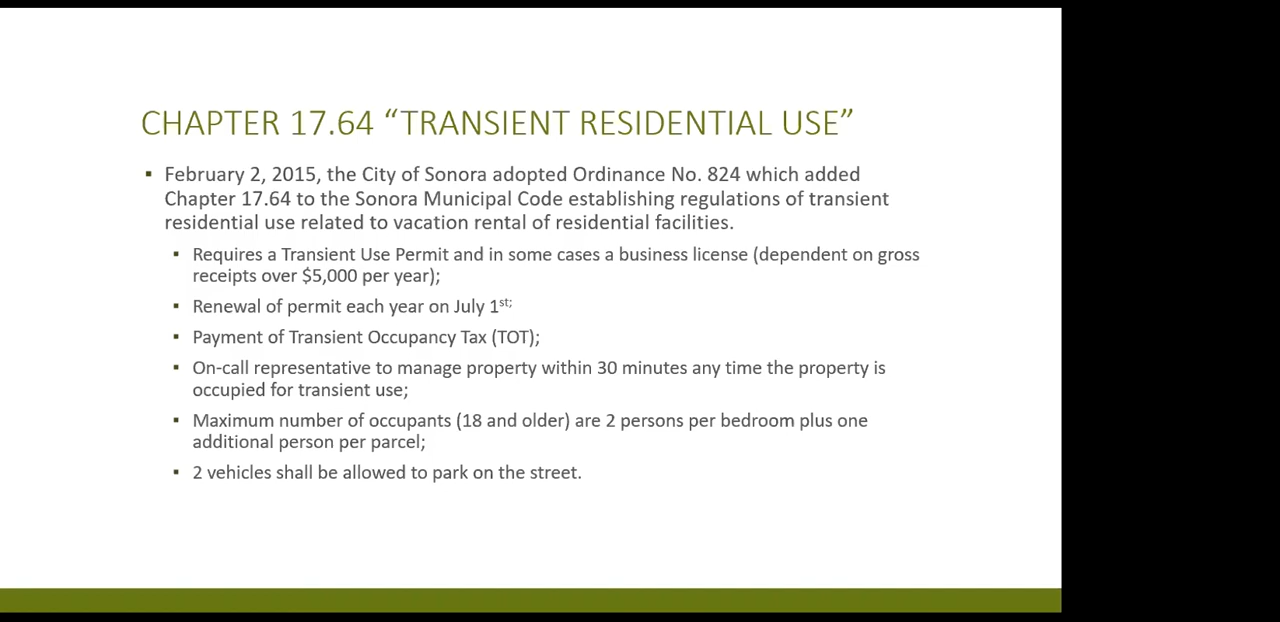 CHAPTER 17.64 “TRANSIENT RESIDENTIAL USE”
▪ February 2, 2015, the City of Sonora adopted Ordinance No. 824 which added
Chapter 17.64 to the Sonora Municipal Code establishing regulations of transient
residential use related to vacation rental of residential facilities.
▪ Requires a Transient Use Permit and in some cases a business license (dependent on gross
receipts over $5,000 per year);
▪ Renewal of permit each year on July 1st;
▪ Payment of Transient Occupancy Tax (TOT);
▪ On-call representative to manage property within 30 minutes any time the property is
occupied for transient use;
▪ Maximum number of occupants (18 and older) are 2 persons per bedroom plus one
additional person per parcel;
▪ 2 vehicles shall be allowed to park on the street.